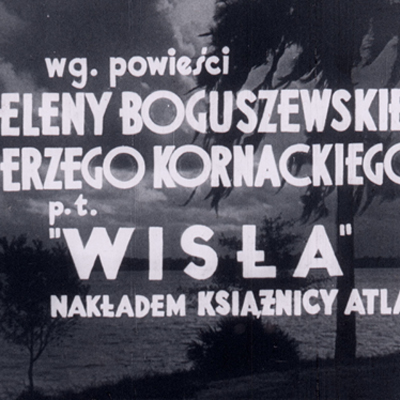 wg. powieści
ELENY BOGUSZEWSKIE
ERZEGO KORNACKIEGO
p.t.
"WISŁA"
NAKŁADEM KSIĄŻNICY ATLA